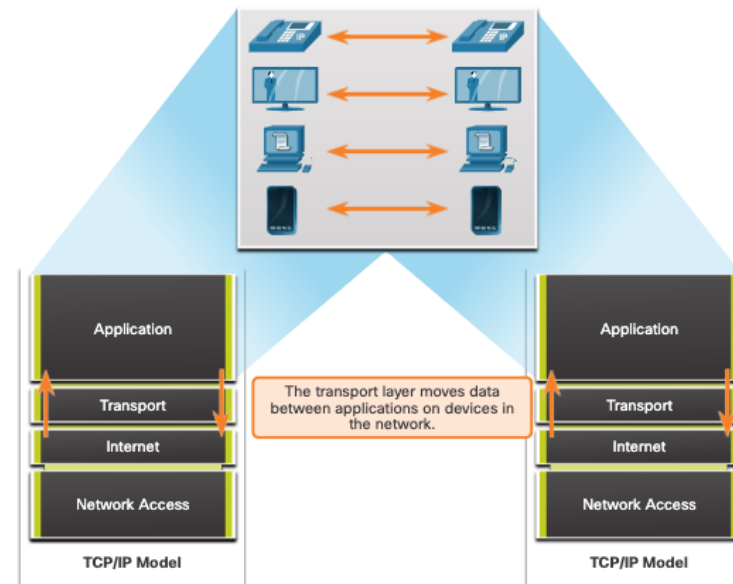 IP
IP
Application
Transport
Internet
Network Access
TCP/IP Model
The transport layer moves data
between applications on devices in
the network.
Application
Transport
Internet
Network Access
TCP/IP Model